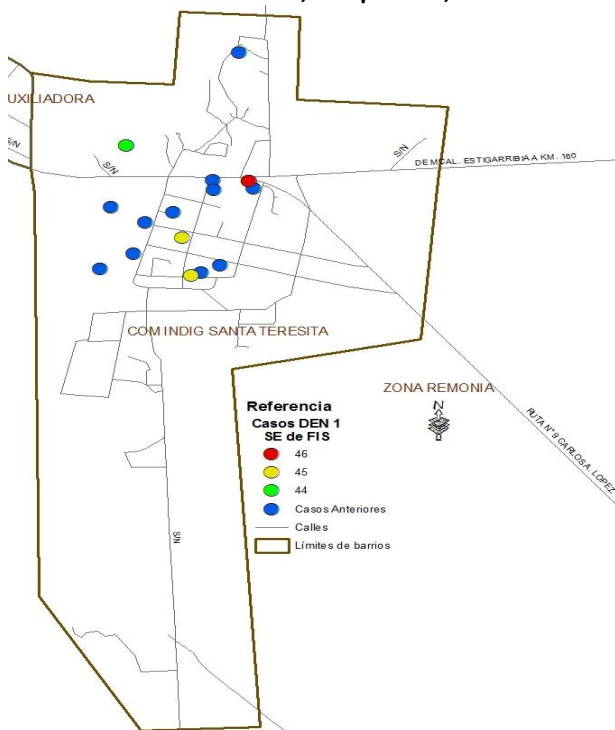 UXILIADORA
S/N
S/N
S/N
DE MCAL. ESTIGARRIBIA A KM. 160
COM INDIG SANTA TERESITA
ZONA REMONIA
N
RUTA N° 9 CARLOS A. LOPEZ
Referencia
Casos DEN 1
SE de FIS
46
45
44
Casos Anteriores
Calles
Límites de barrios
S/N